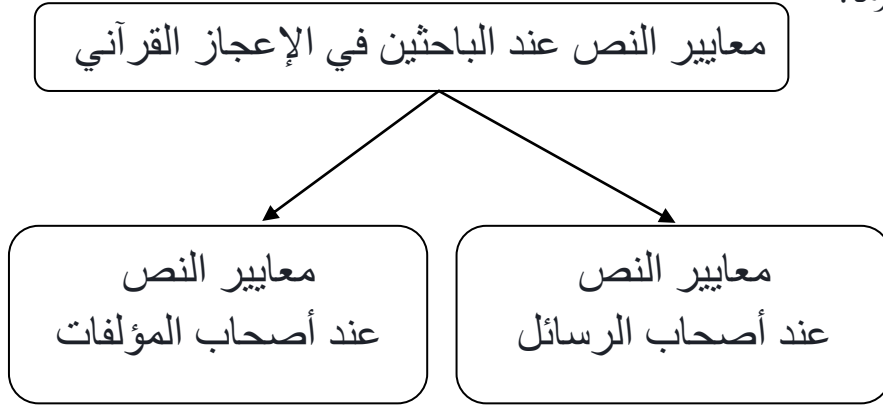 معايير النص عند الباحثين في الإعجاز القرآني
معايير النص
عند أصحاب الرسائل
معايير النص
عند أصحاب المؤلفات